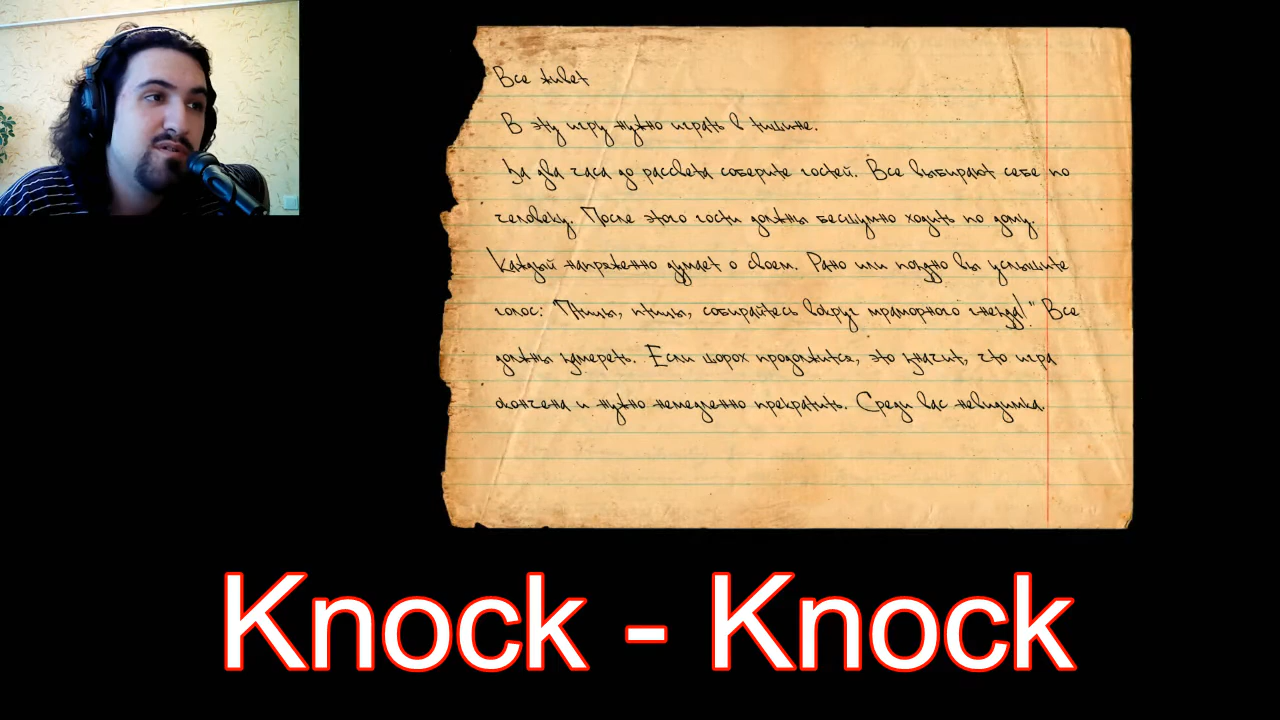 Все живет
В эту игру нужно играть в тишине.
За два часа до рассвета соберите гостей. Все выбирают себе по
человеку. После этого гости должны бесшумно ходить по дому.
Каждый напряженно думает о своем. Рано или поздно вы услышите
голос: "Птицы, птицы, собирайтесь вокруг мраморного гнезда!" Все
должны замереть. Если шорох продолжится, это значит, что игра
окончена и нужно немедленно прекратить. Среди вас невидимка.
Knock - Knock